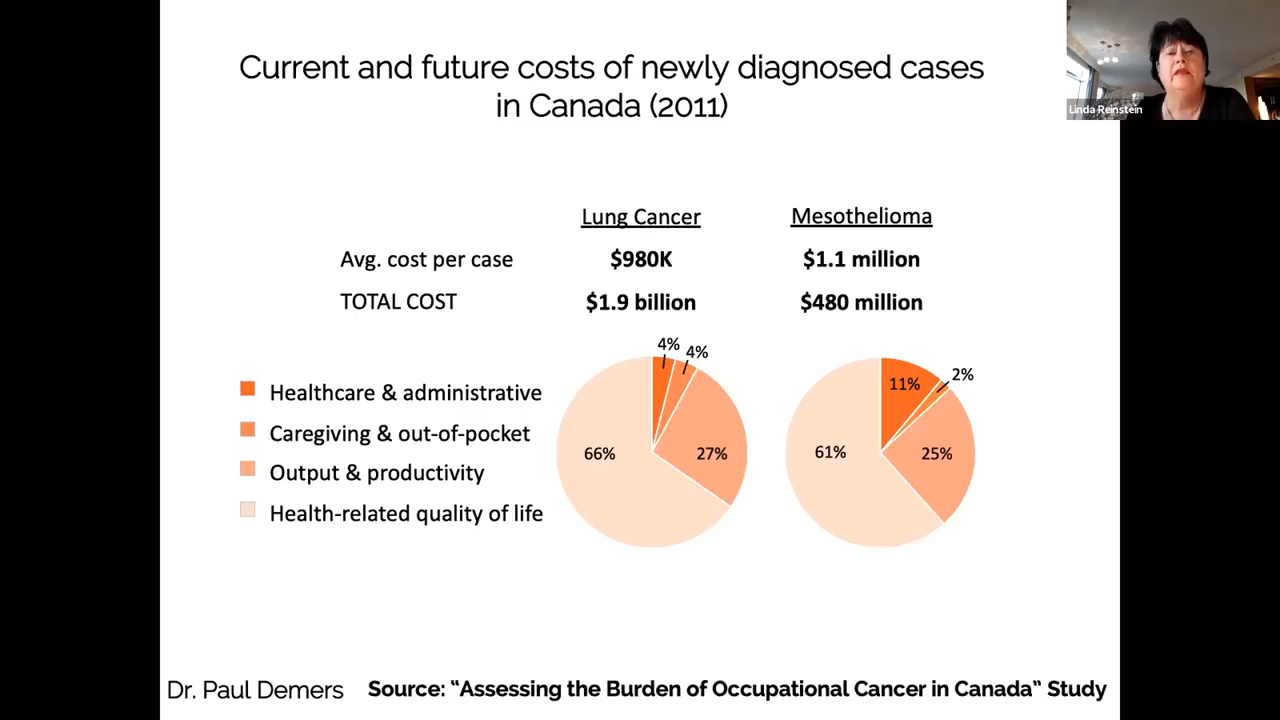 Current and future costs of newly diagnosed cases
in Canada (2011)
Linda Reinstein
Lung Cancer Mesothelioma
Avg. cost per case $980K $1.1 million
TOTAL COST $1.9 billion $480 million
Healthcare & administrative
Caregiving & out-of-pocket
Output & productivity
Health-related quality of life
4% 4% 27% 66%
11% 2% 25% 61%
Dr. Paul Demers Source: “Assessing the Burden of Occupational Cancer in Canada” Study